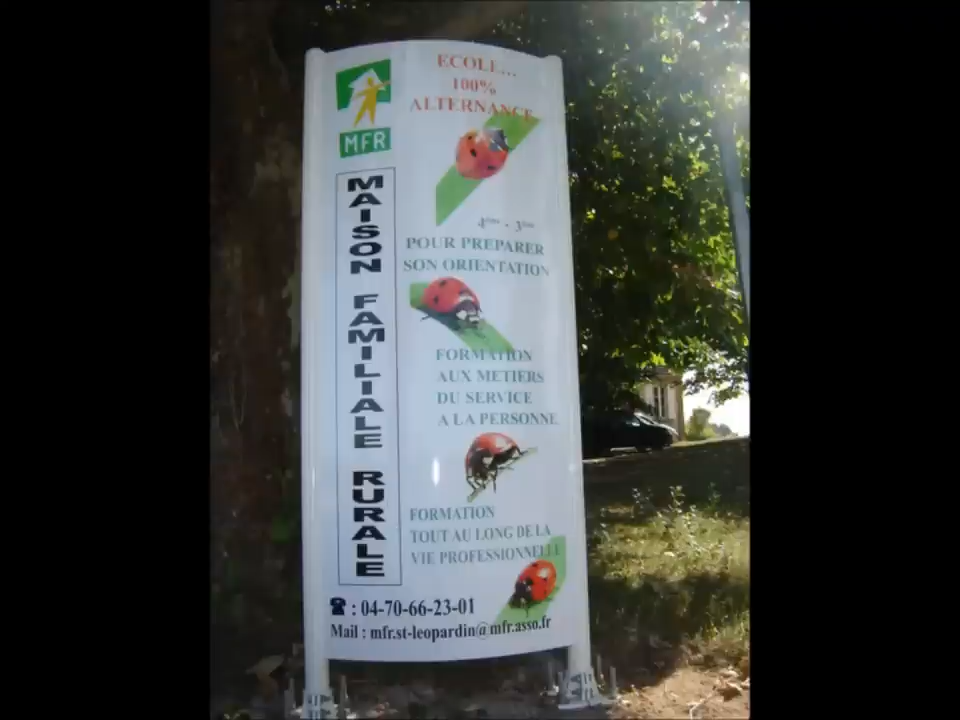 ECOLE...
100%
ALTERNANCE
MFR
MAISON FAMILIALE RURALE
4ème - 3ème
POUR PREPARER
SON ORIENTATION
FORMATION
AUX METIERS
DU SERVICE
A LA PERSONNE
FORMATION
TOUT AU LONG DE LA
VIE PROFESSIONNELLE
☎ : 04-70-66-23-01
Mail : mfr.st-leopardin@mfr.asso.fr